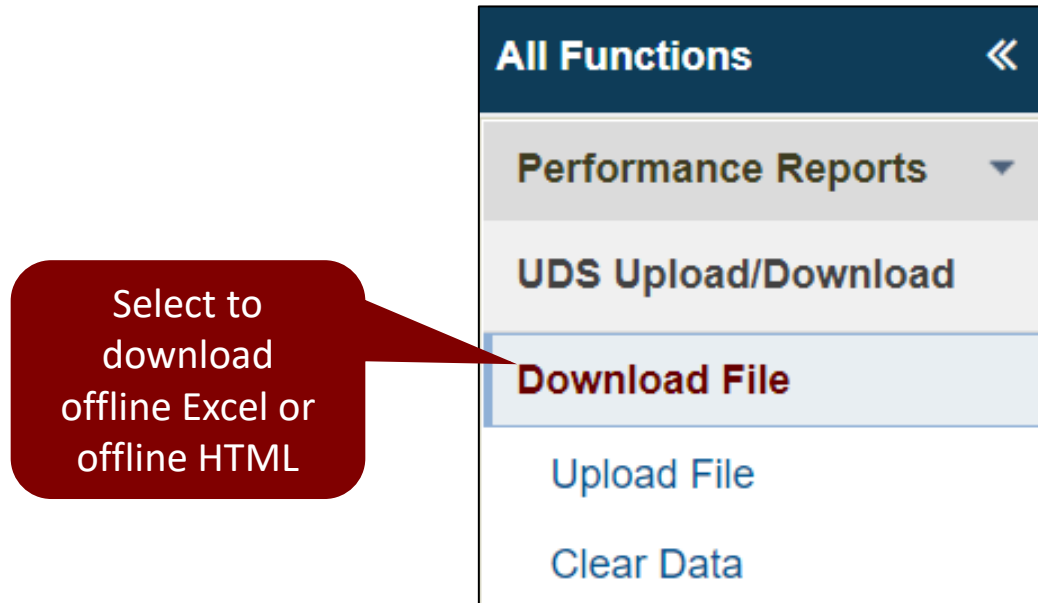 All Functions
Performance Reports
UDS Upload/Download
Select to
download
offline Excel or
offline HTML
Download File
Upload File
Clear Data